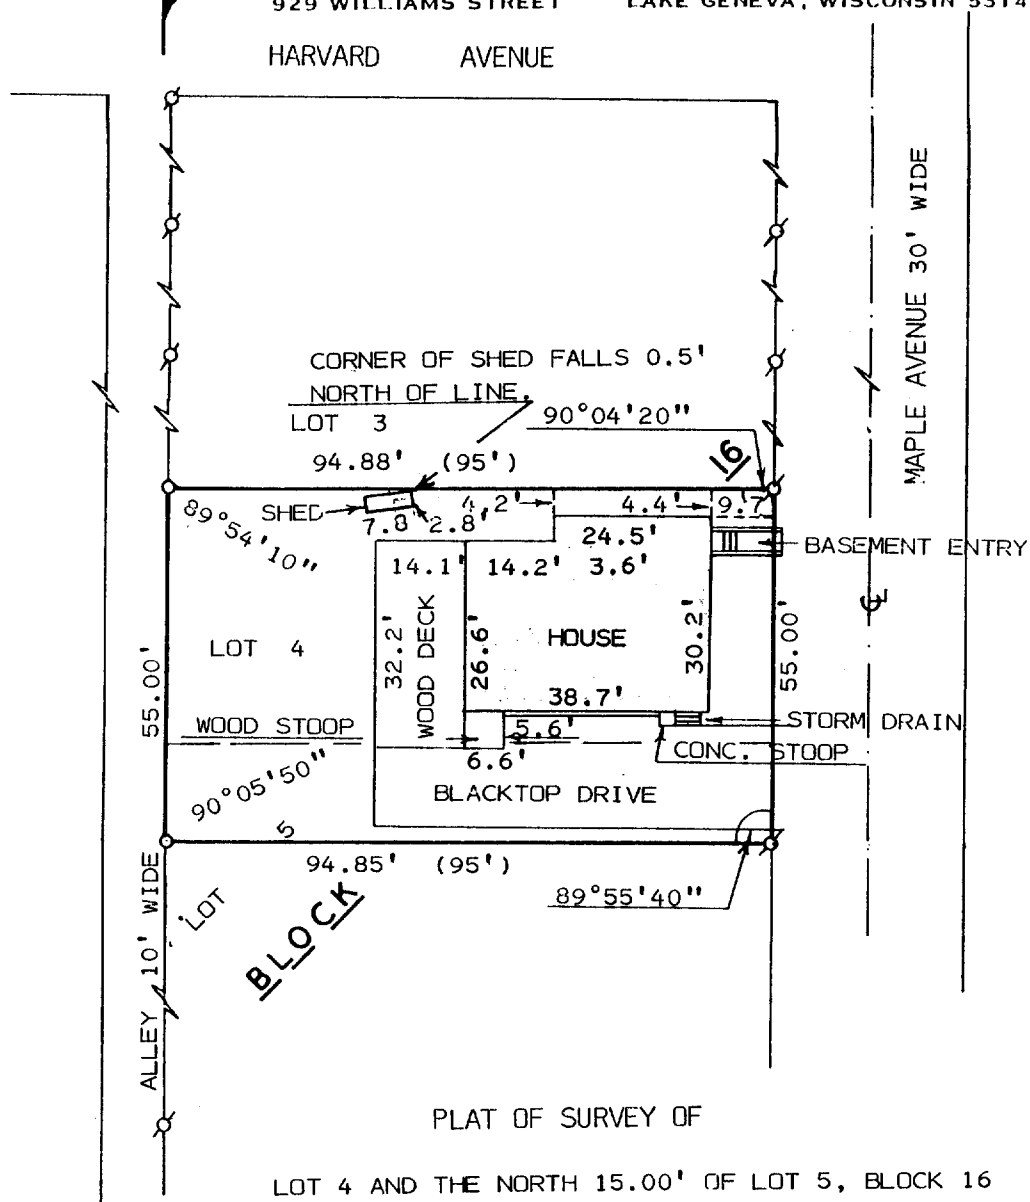 929 WILLIAMS STREET LAKE GENEVA, WISCONSIN
HARVARD AVENUE
MAPLE AVENUE 30' WIDE
CORNER OF SHED FALLS 0.5'
NORTH OF LINE.
LOT 3
90°04'20"
94.88' (95')
16
89°54'10"
SHED
7.8'
2.8'
4.2'
4.4'
9.7'
24.5'
BASEMENT ENTRY
14.1'
14.2'
3.6'
32.2'
WOOD DECK
26.6'
HOUSE
30.2'
55.00'
55.00'
LOT 4
38.7'
WOOD STOOP
5.6'
STORM DRAIN
CONC. STOOP
6.6'
90°05'50"
BLACKTOP DRIVE
94.85' (95')
89°55'40"
LOT 5
BLOCK
ALLEY 10' WIDE
PLAT OF SURVEY OF
LOT 4 AND THE NORTH 15.00' OF LOT 5, BLOCK 16